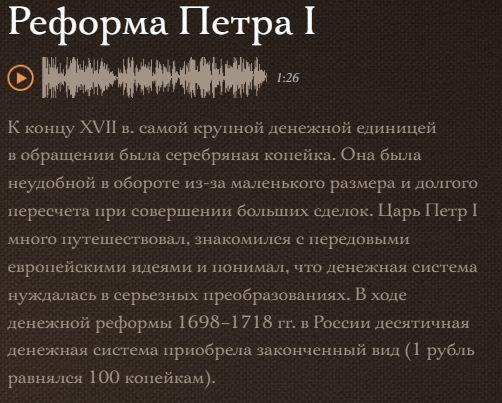 Реформа Петра I
1:26
К концу XVII в. самой крупной денежной единицей
в обращении была серебряная копейка. Она была
неудобной в обороте из-за маленького размера и долгого
пересчета при совершении больших сделок. Царь Петр I
много путешествовал, знакомился с передовыми
европейскими идеями и понимал, что денежная система
нуждалась в серьезных преобразованиях. В ходе
денежной реформы 1698–1718 гг. в России десятичная
денежная система приобрела законченный вид (1 рубль
равнялся 100 копейкам).